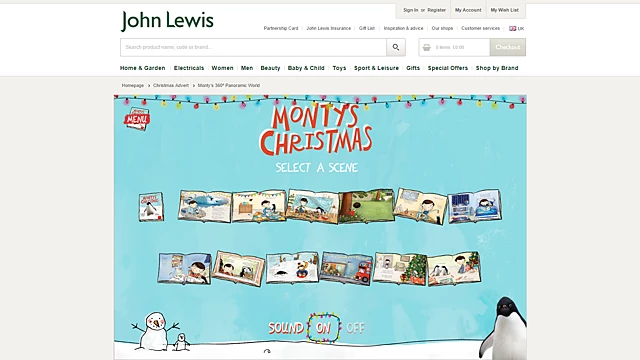 John Lewis
Sign In or Register My Account My Wish List
Partnership Card John Lewis Insurance Gift List Inspiration & advice Our shops Customer services UK
Search product name, code or brand...
0 items £0.00 Checkout
Home & Garden Electricals Women Men Beauty Baby & Child Toys Sport & Leisure Gifts Special Offers Shop by Brand
Homepage Christmas Advert Monty's 360° Panoramic World
MENU
MONTY'S
CHRISTMAS
SELECT A SCENE
SOUND ON OFF